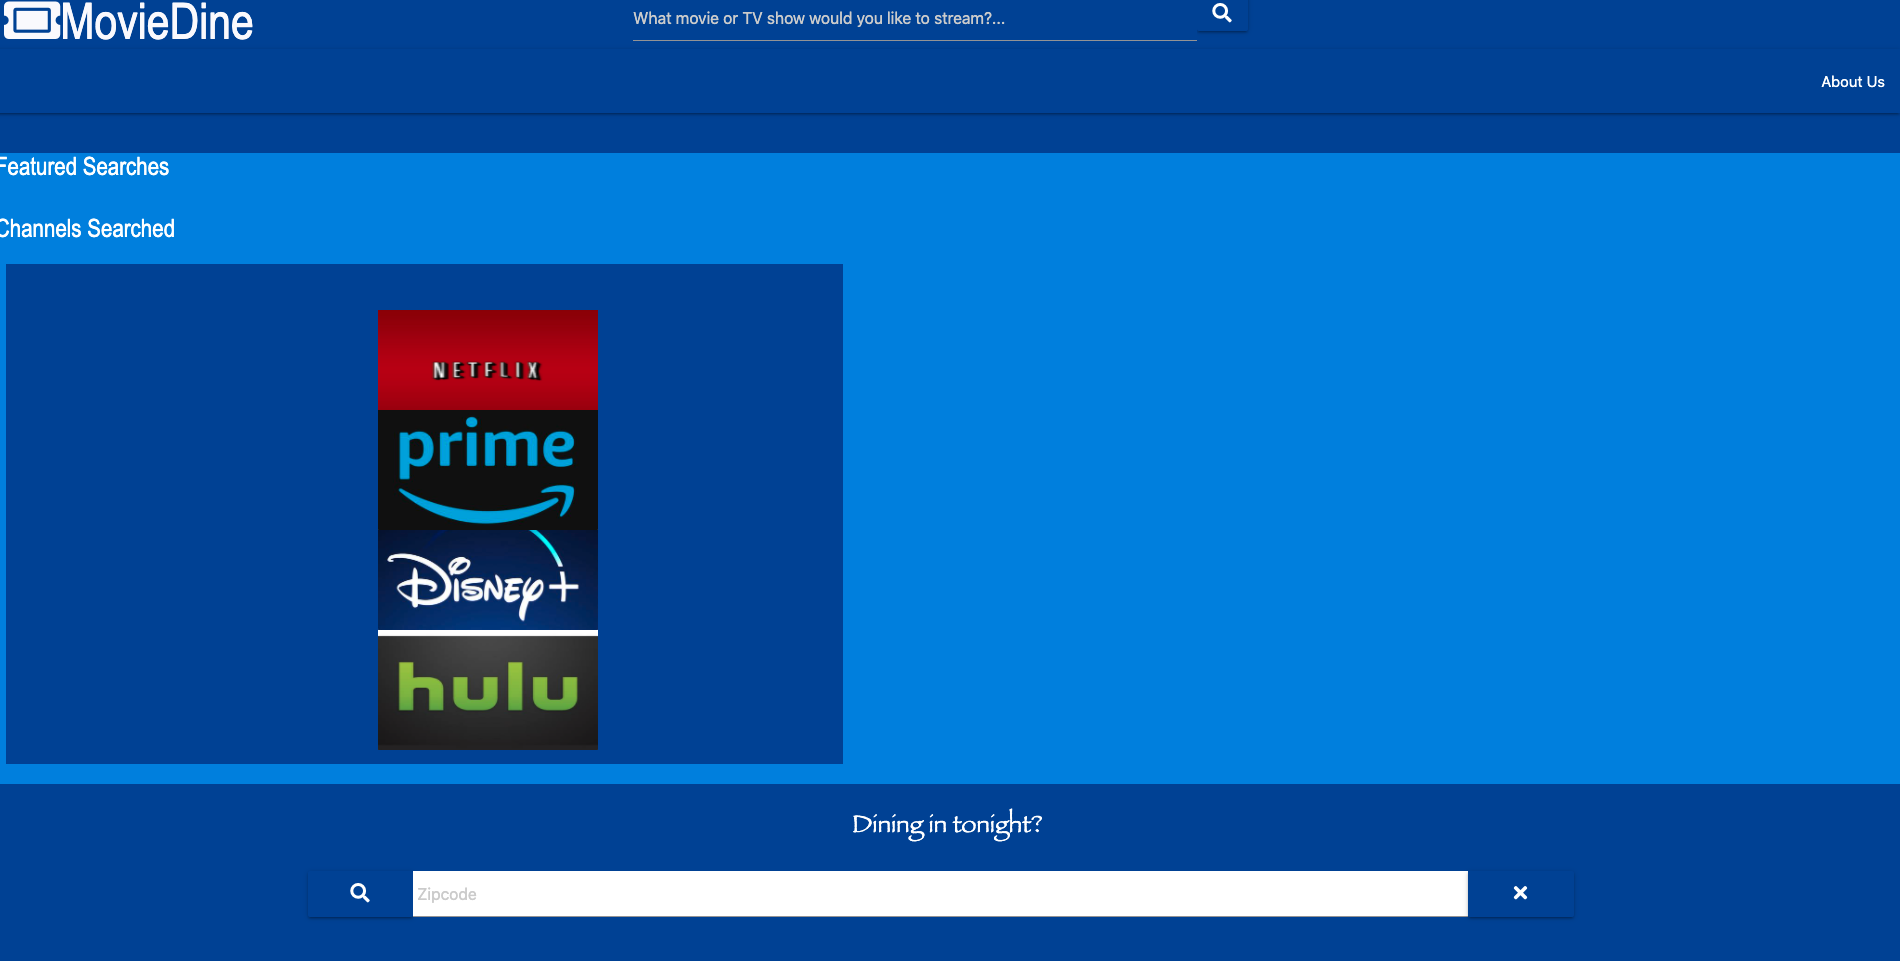 MovieDine
What movie or TV show would you like to stream?...
About Us
Featured Searches
Channels Searched
NETFLIX
prime
Disney+
hulu
Dining in tonight?
Zipcode